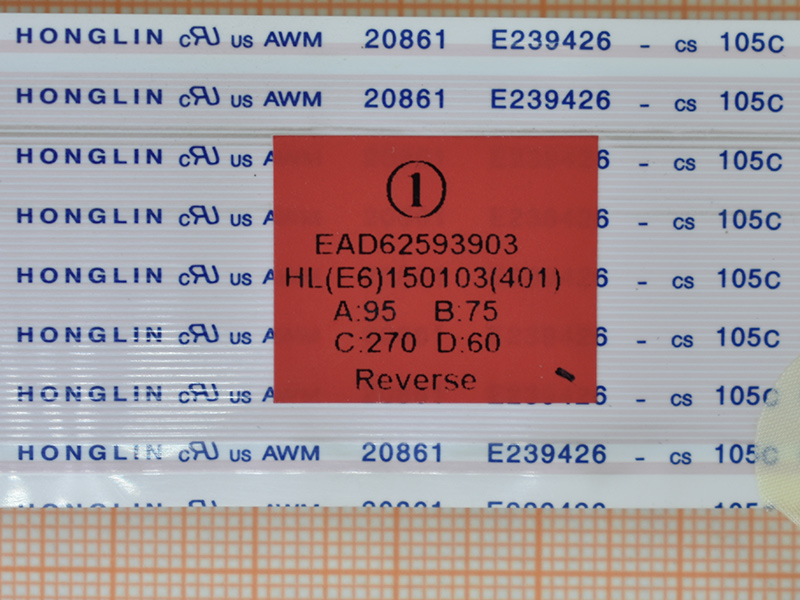 HONGLIN cRU US AWM 20861 E239426 - CS 105C
HONGLIN cRU US AWM 20861 E239426 - CS 105C
HONGLIN cRU US A 6 - CS 105C
HONGLIN cRU US A 6 - CS 105C
HONGLIN cRU US A 6 - CS 105C
HONGLIN cRU US A 6 - CS 105C
HONGLIN cRU US A 6 - CS 105C
HONGLIN cRU US AWM 20861 E239426 - CS 105C
1
EAD62593903
HL(E6)150103(401)
A:95 B:75
C:270 D:60
Reverse